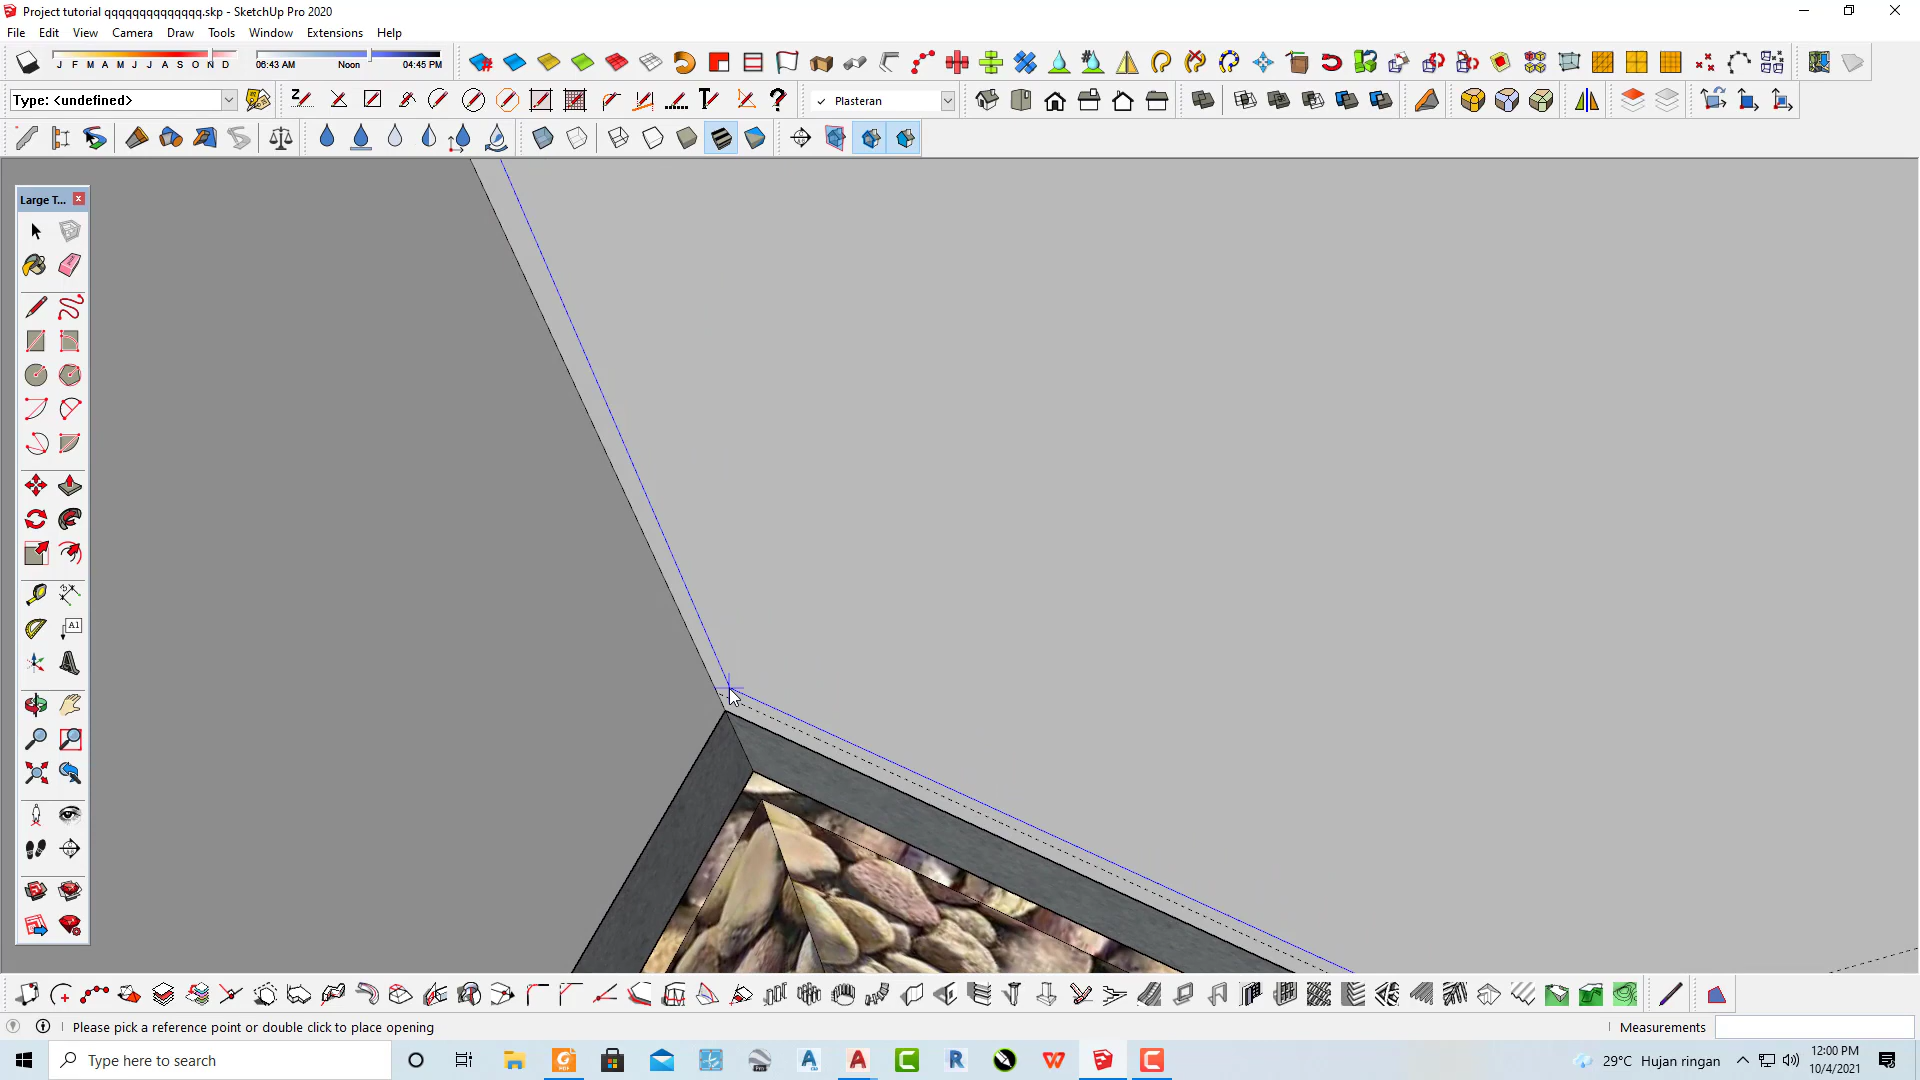 Project tutorial qqqqqqqqqqqqqq.skp - SketchUp Pro 2020
File Edit View Camera Draw Tools Window Extensions Help
J F M A M J J A S O N D
06:43 AM Noon 04:45 PM
Type: <undefined>
✓ Plasteran
Large T...
A1
Please pick a reference point or double click to place opening
Measurements
Type here to search
29°C Hujan ringan
12:00 PM
10/4/2021